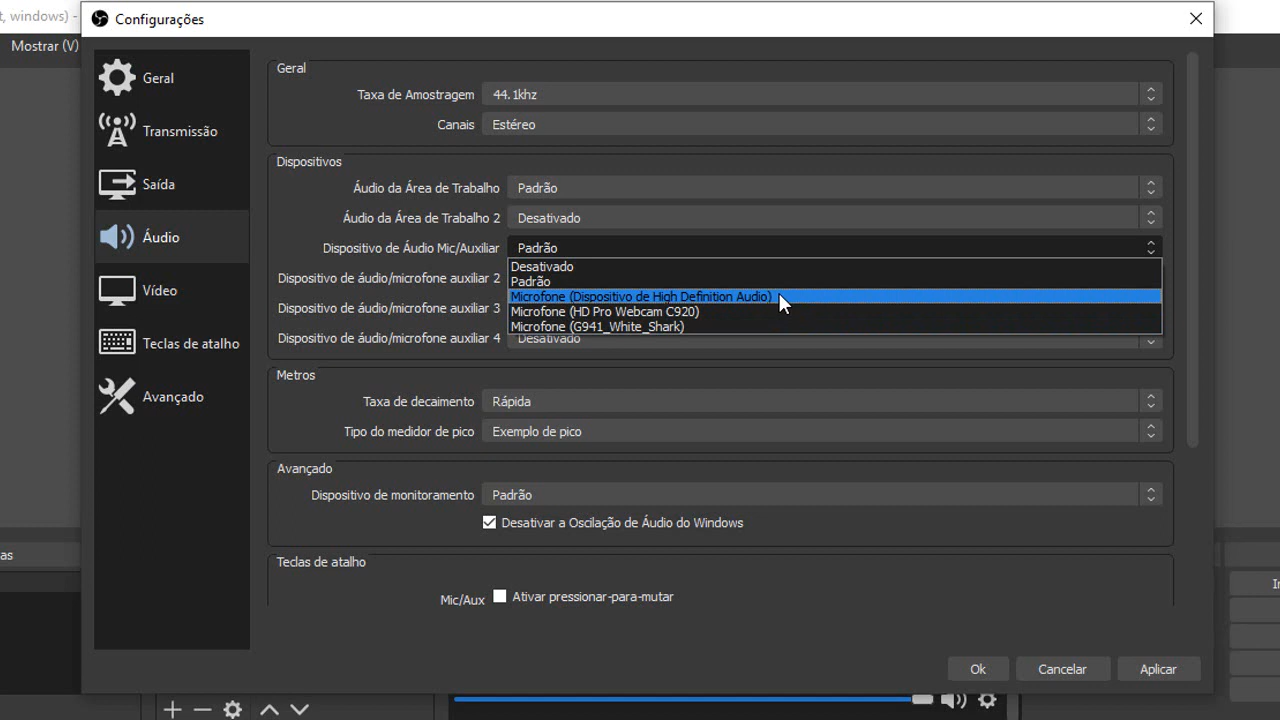 t, windows) -
Configurações
Mostrar (V)
Geral
Transmissão
Saída
Áudio
Vídeo
Teclas de atalho
Avançado
Geral
Taxa de Amostragem 44.1khz
Canais Estéreo
Dispositivos
Áudio da Área de Trabalho Padrão
Áudio da Área de Trabalho 2 Desativado
Dispositivo de Áudio Mic/Auxiliar Padrão
Desativado
Padrão
Dispositivo de áudio/microfone auxiliar 2
Microfone (Dispositivo de High Definition Audio)
Dispositivo de áudio/microfone auxiliar 3
Microfone (HD Pro Webcam C920)
Microfone (G941_White_Shark)
Dispositivo de áudio/microfone auxiliar 4 Desativado
Metros
Taxa de decaimento Rápida
Tipo do medidor de pico Exemplo de pico
Avançado
Dispositivo de monitoramento Padrão
Desativar a Oscilação de Áudio do Windows
as
Teclas de atalho
In
Mic/Aux Ativar pressionar-para-mutar
Ok Cancelar Aplicar